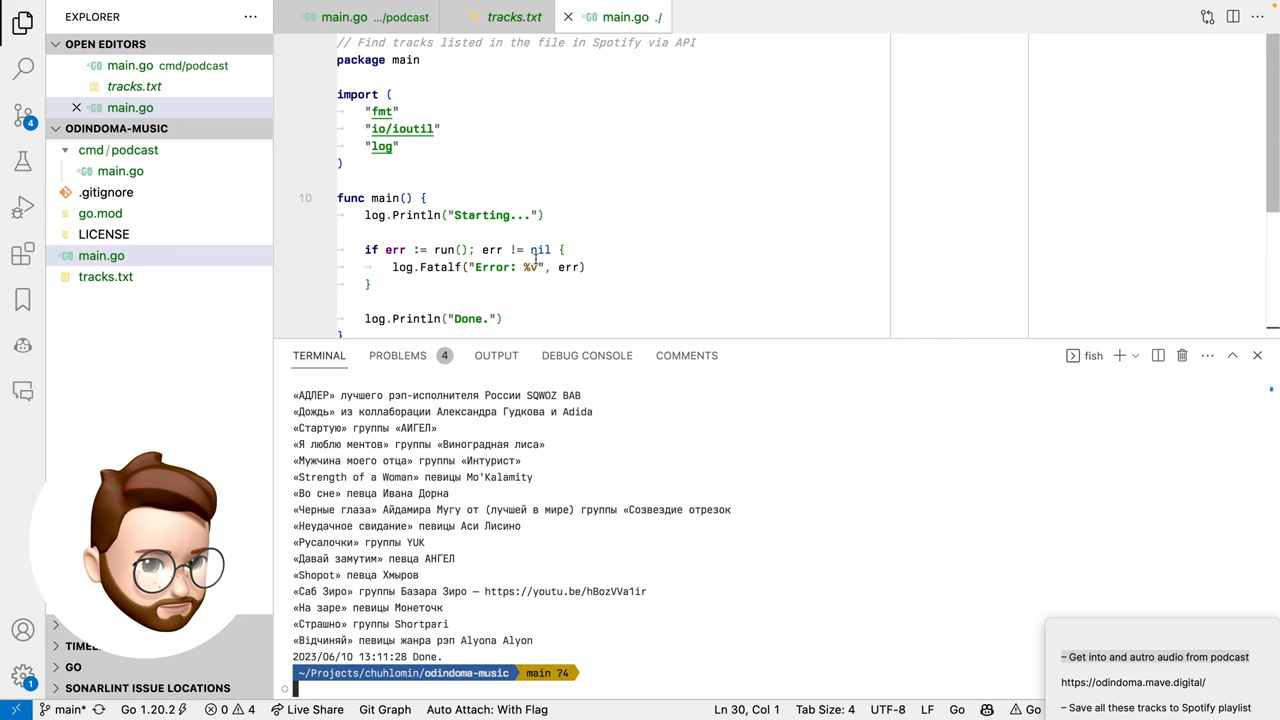 EXPLORER
main.go .../podcast
tracks.txt
main.go ./
OPEN EDITORS
main.go cmd/podcast
tracks.txt
main.go
ODINDOMA-MUSIC
cmd/podcast
main.go
.gitignore
go.mod
LICENSE
main.go
tracks.txt
4
// Find tracks listed in the file in Spotify via API
package main
import (
"fmt"
"io/ioutil"
"log"
)
10 func main() {
log.Println("Starting...")
if err := run(); err != nil {
log.Fatalf("Error: %v", err)
}
log.Println("Done.")
}
TERMINAL
PROBLEMS 4
OUTPUT
DEBUG CONSOLE
COMMENTS
fish
«АДЛЕР» лучшего рэп-исполнителя России SQWOZ BAB
«Дождь» из коллаборации Александра Гудкова и Adida
«Стартую» группы «АИГЕЛ»
«Я люблю ментов» группы «Виноградная лиса»
«Мужчина моего отца» группы «Интурист»
«Strength of a Woman» певицы Mo'Kalamity
«Во сне» певца Ивана Дорна
«Черные глаза» Айдамира Мугу от (лучшей в мире) группы «Созвездие отрезок
«Неудачное свидание» певицы Аси Лисино
«Русалочки» группы YUK
«Давай замутим» певца АНГЕЛ
«Shopot» певца Хмыров
«Саб Зиро» группы Базара Зиро — https://youtu.be/hBozVVa1ir
«На заре» певицы Монеточк
«Страшно» группы Shortpari
«Відчиняй» певицы жанра рэп Alyona Alyon
2023/06/10 13:11:28 Done.
~/Projects/chuhlomin/odindoma-music main ?4
TIMEL
GO
SONARLINT ISSUE LOCATIONS
1
– Get into and autro audio from podcast
https://odindoma.mave.digital/
– Save all these tracks to Spotify playlist
main*
Go 1.20.2
0 4
Live Share
Git Graph
Auto Attach: With Flag
Ln 30, Col 1
Tab Size: 4
UTF-8
LF
Go
Go